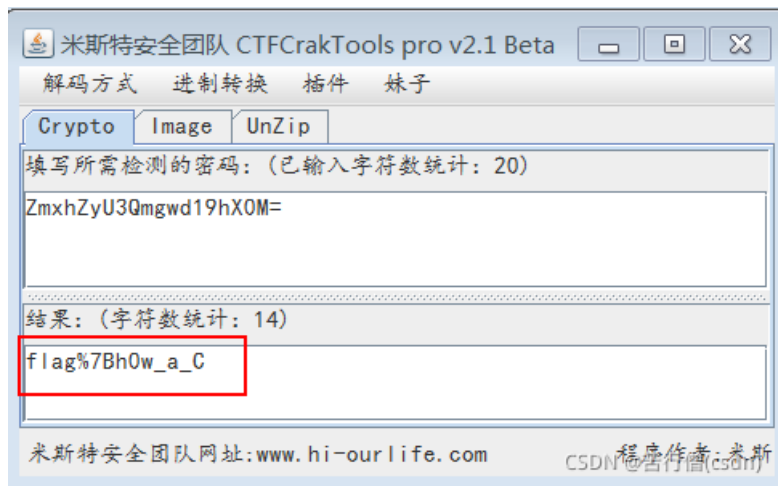 米斯特安全团队 CTFCrakTools pro v2.1 Beta
解码方式 进制转换 插件 妹子
Crypto Image UnZip
填写所需检测的密码：(已输入字符数统计：20)
ZmxhZyU3Qmgwd19hX0M=
结果：(字符数统计：14)
flag%7Bh0w_a_C
米斯特安全团队网址:www.hi-ourlife.com 程序作者:米斯
CSDN @苦行僧(csdn)